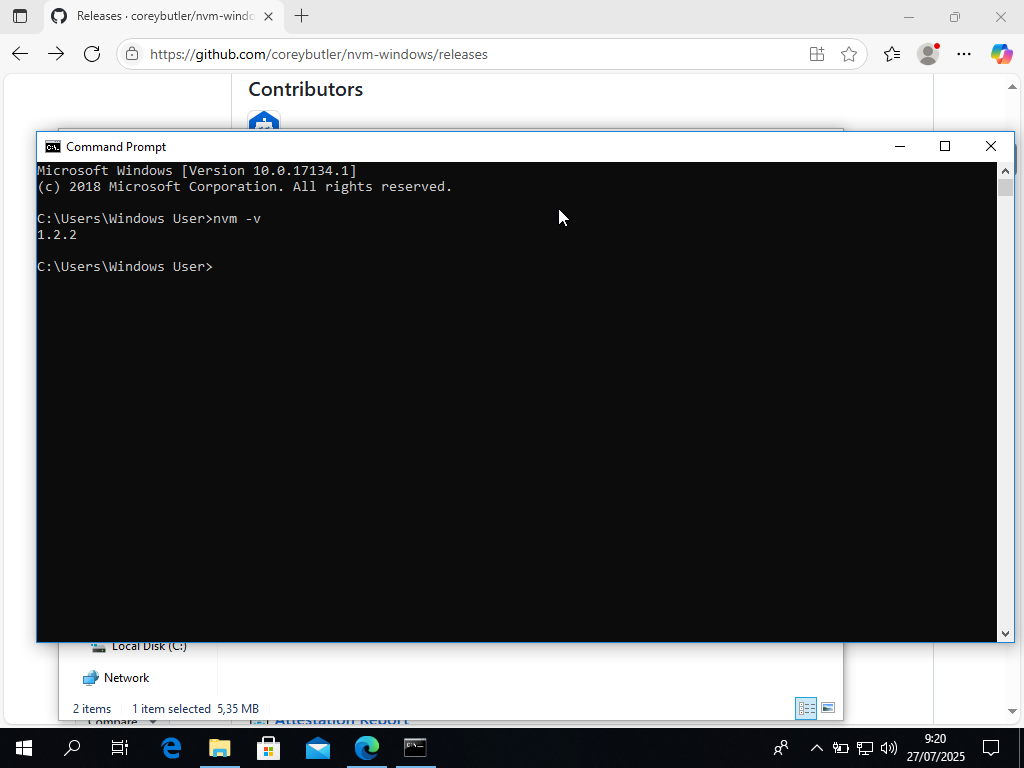 Releases · coreybutler/nvm-windo
https://github.com/coreybutler/nvm-windows/releases
Contributors
Command Prompt
Microsoft Windows [Version 10.0.17134.1]
(c) 2018 Microsoft Corporation. All rights reserved.
C:\Users\Windows User>nvm -v
1.2.2
C:\Users\Windows User>
Local Disk (C:)
Network
2 items 1 item selected 5,35 MB
Compare
Attestation Report
9:20
27/07/2025